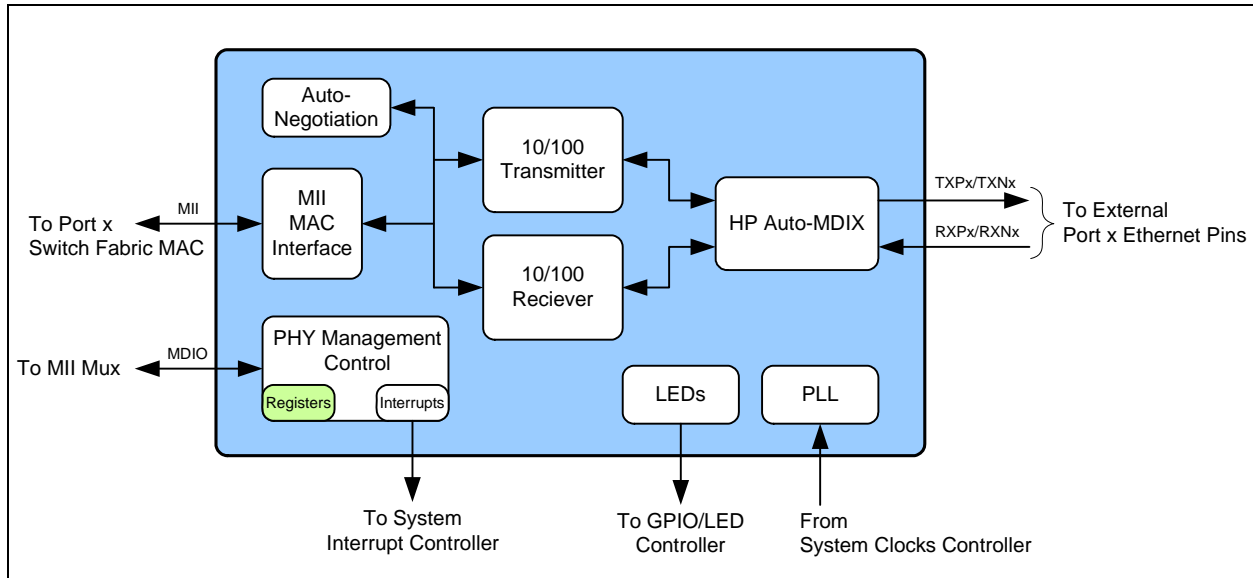 Auto-
Negotiation
10/100
Transmitter
MII
MAC
Interface
HP Auto-MDIX
10/100
Reciever
TXPx/TXNx
RXPx/RXNx
To External
Port x Ethernet Pins
MII
To Port x
Switch Fabric MAC
PHY Management
Control
Registers
Interrupts
MDIO
To MII Mux
LEDs
PLL
To System
Interrupt Controller
To GPIO/LED
Controller
From
System Clocks Controller